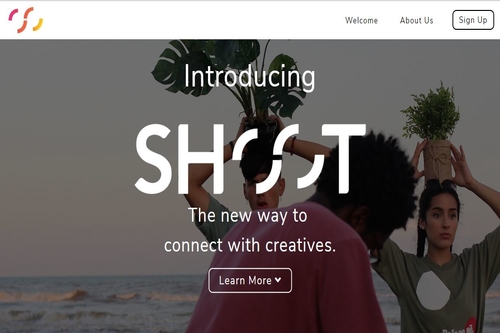 Welcome
About Us
Sign Up
Introducing
SHOOT
The new way to
connect with creatives.
Learn More